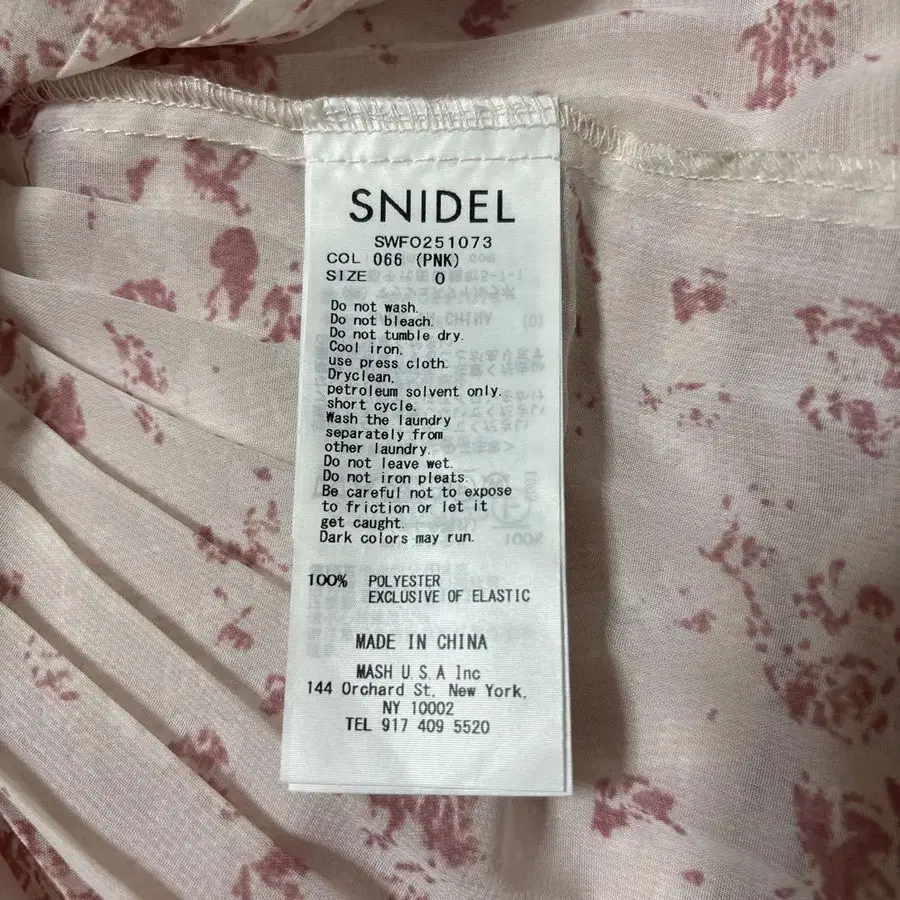 SNIDEL
SWFO251073
COL 066 (PNK)
SIZE 0
Do not wash.
Do not bleach.
Do not tumble dry.
Cool iron,
use press cloth.
Dryclean,
petroleum solvent only.
short cycle.
Wash the laundry
separately from
other laundry.
Do not leave wet.
Do not iron pleats.
Be careful not to expose
to friction or let it
get caught.
Dark colors may run.
100% POLYESTER
EXCLUSIVE OF ELASTIC
MADE IN CHINA
MASH U.S.A Inc
144 Orchard St, New York,
NY 10002
TEL 917 409 5520